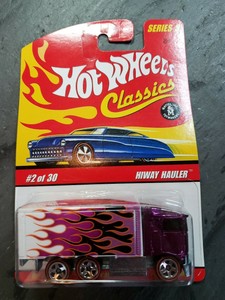 SERIES
Hot Wheels
Classics
#2 of 30
HIWAY HAULER